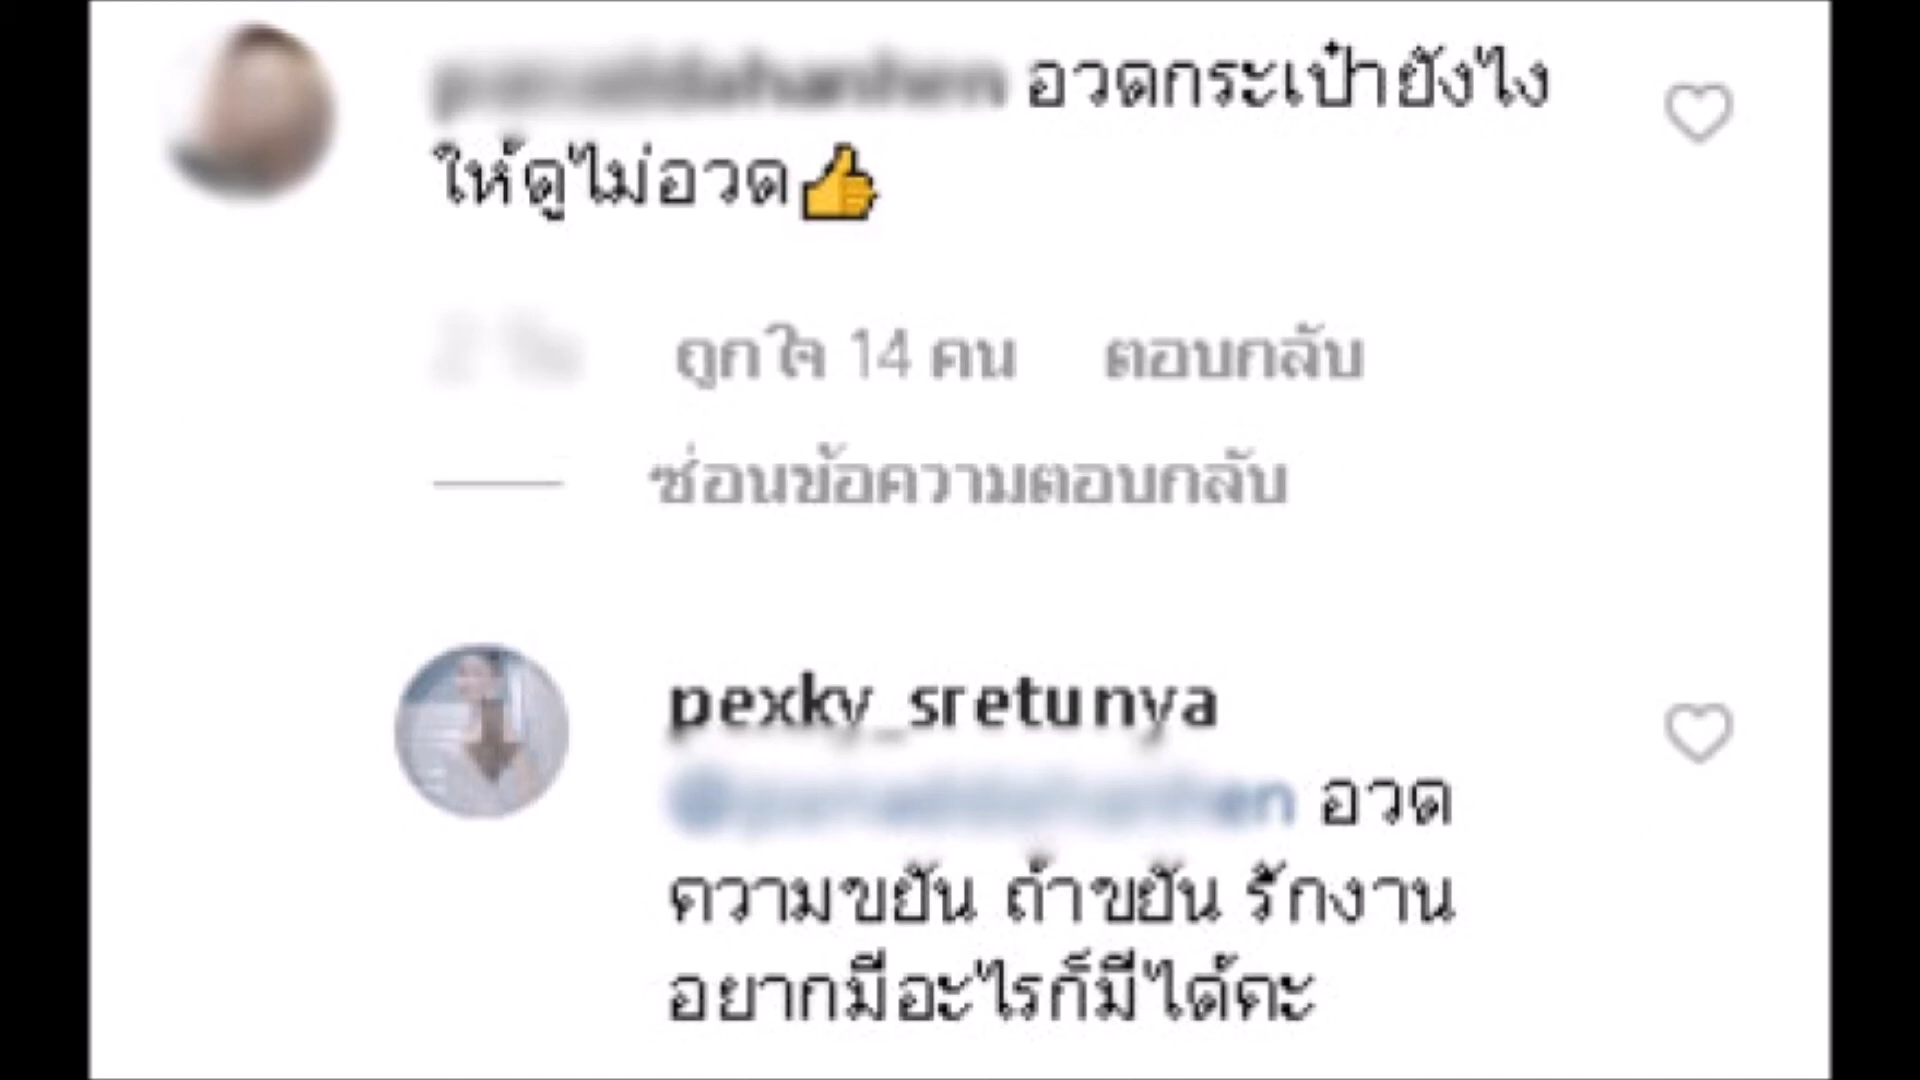 อวดกระเป๋ายังไง
ให้ดูไม่อวด👍
ถูกใจ 14 คน ตอบกลับ
ซ่อนข้อความตอบกลับ
pexky_sretunya
อวด
ความขยัน ถ้าขยัน รักงาน
อยากมีอะไรก็มีได้คะ